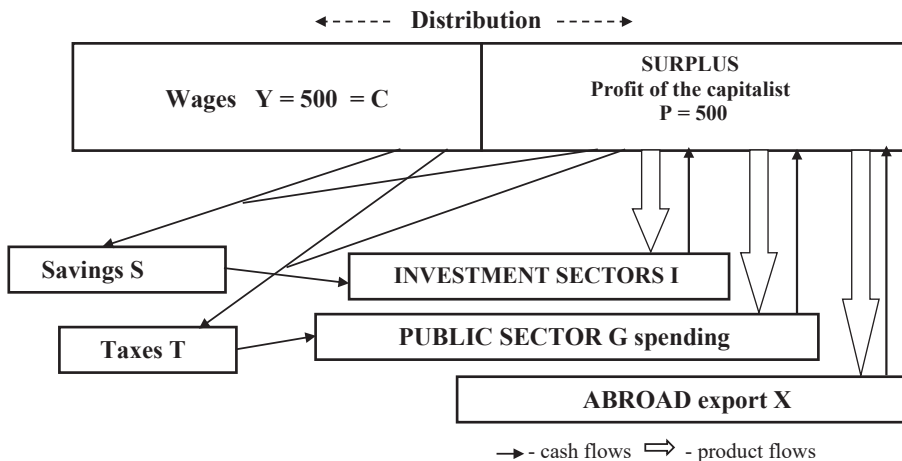 Distribution
Wages Y = 500 = C
SURPLUS
Profit of the capitalist
P = 500
Savings S
INVESTMENT SECTORS I
Taxes T
PUBLIC SECTOR G spending
ABROAD export X
- cash flows - product flows